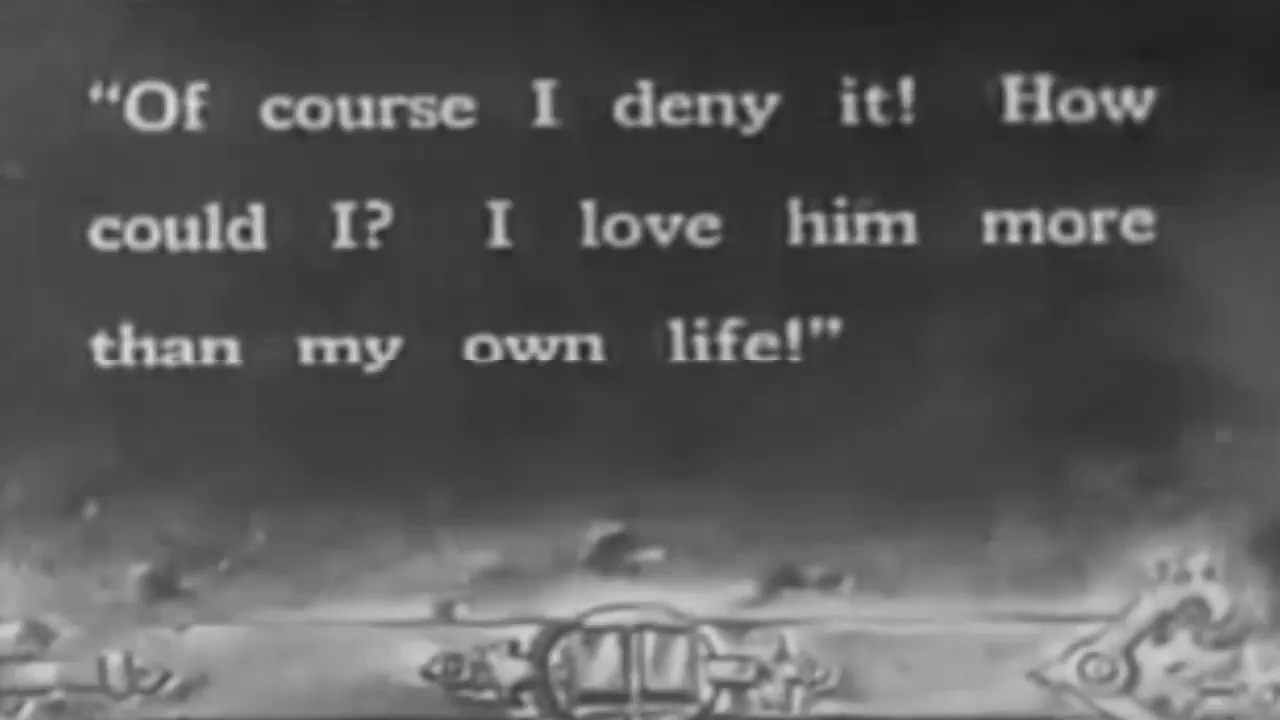 “Of course I deny it! How
could I? I love him more
than my own life!”